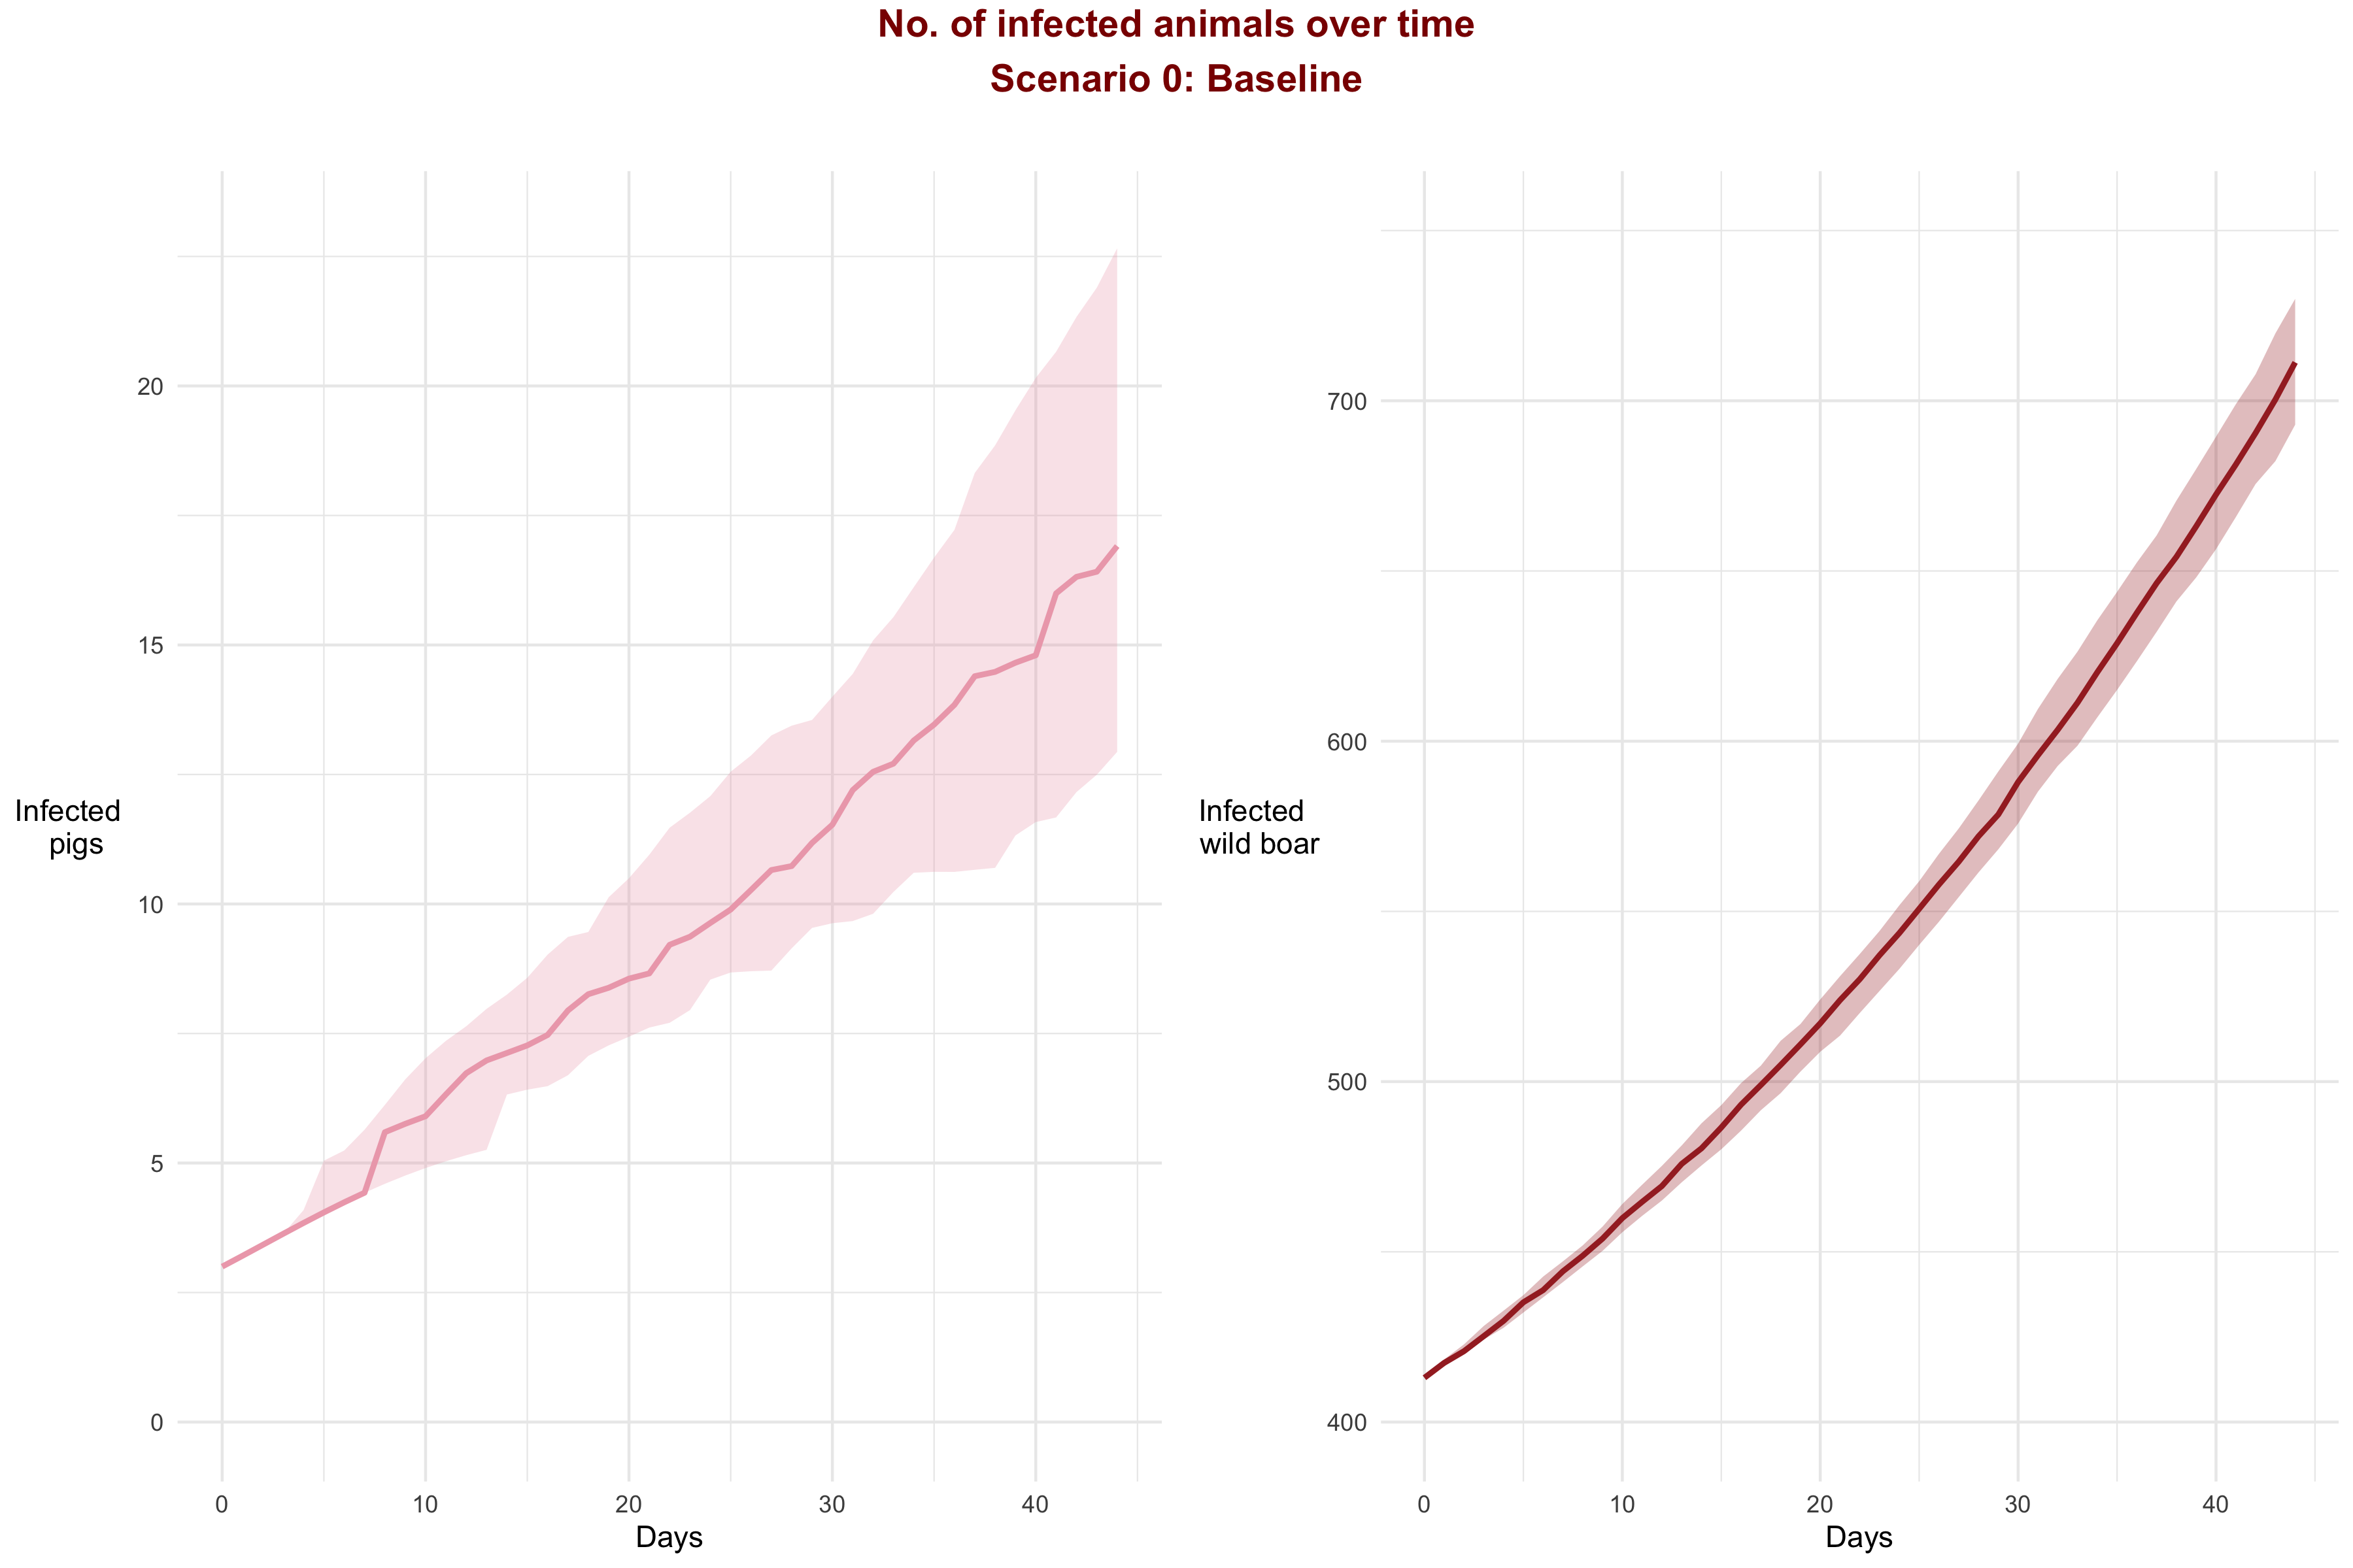 No. of infected animals over time
Scenario 0: Baseline
Infected
pigs
20
15
10
5
0
0 10 20 30 40
Days
Infected
wild boar
700
600
500
400
0 10 20 30 40
Days